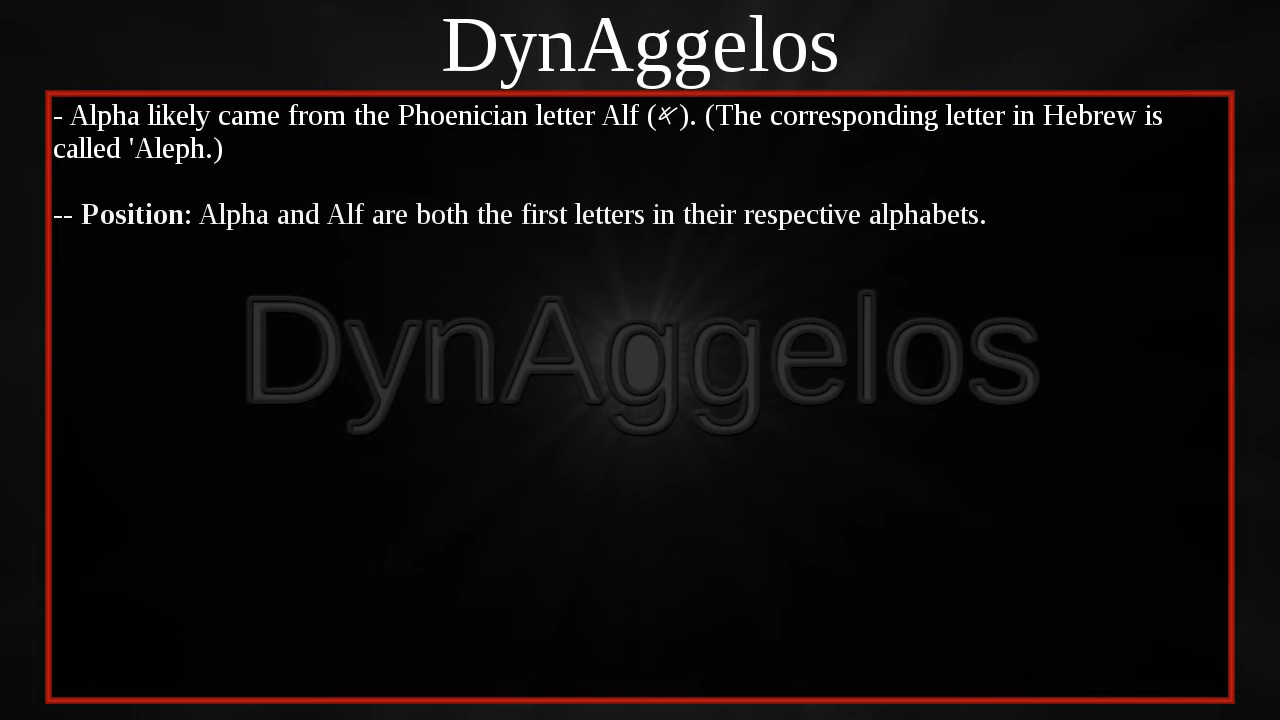 DynAggelos
- Alpha likely came from the Phoenician letter Alf (𐤀). (The corresponding letter in Hebrew is
called 'Aleph.)
-- Position: Alpha and Alf are both the first letters in their respective alphabets.
DynAggelos